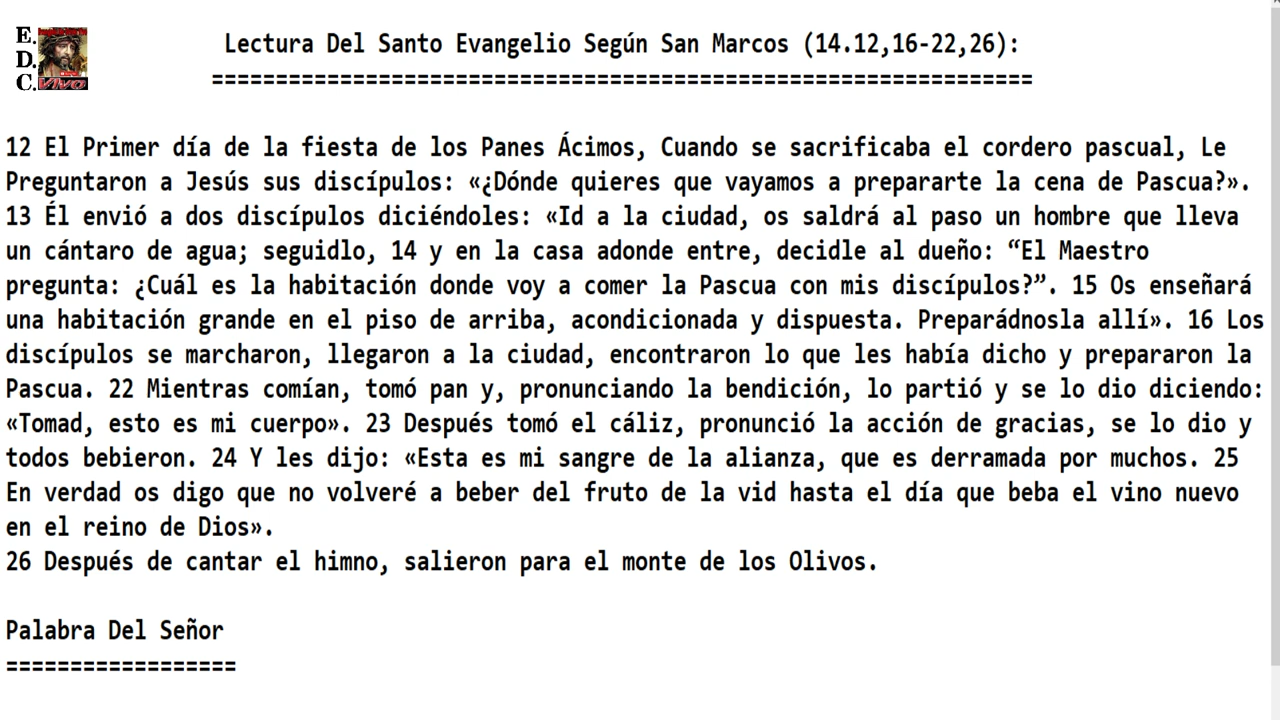 E.
D.
C. Vivo
Lectura Del Santo Evangelio Según San Marcos (14.12,16-22,26):
================================================================
12 El Primer día de la fiesta de los Panes Ácimos, Cuando se sacrificaba el cordero pascual, Le
Preguntaron a Jesús sus discípulos: «¿Dónde quieres que vayamos a prepararte la cena de Pascua?».
13 Él envió a dos discípulos diciéndoles: «Id a la ciudad, os saldrá al paso un hombre que lleva
un cántaro de agua; seguidlo, 14 y en la casa adonde entre, decidle al dueño: “El Maestro
pregunta: ¿Cuál es la habitación donde voy a comer la Pascua con mis discípulos?”. 15 Os enseñará
una habitación grande en el piso de arriba, acondicionada y dispuesta. Preparádnosla allí». 16 Los
discípulos se marcharon, llegaron a la ciudad, encontraron lo que les había dicho y prepararon la
Pascua. 22 Mientras comían, tomó pan y, pronunciando la bendición, lo partió y se lo dio diciendo:
«Tomad, esto es mi cuerpo». 23 Después tomó el cáliz, pronunció la acción de gracias, se lo dio y
todos bebieron. 24 Y les dijo: «Esta es mi sangre de la alianza, que es derramada por muchos. 25
En verdad os digo que no volveré a beber del fruto de la vid hasta el día que beba el vino nuevo
en el reino de Dios».
26 Después de cantar el himno, salieron para el monte de los Olivos.
Palabra Del Señor
==================